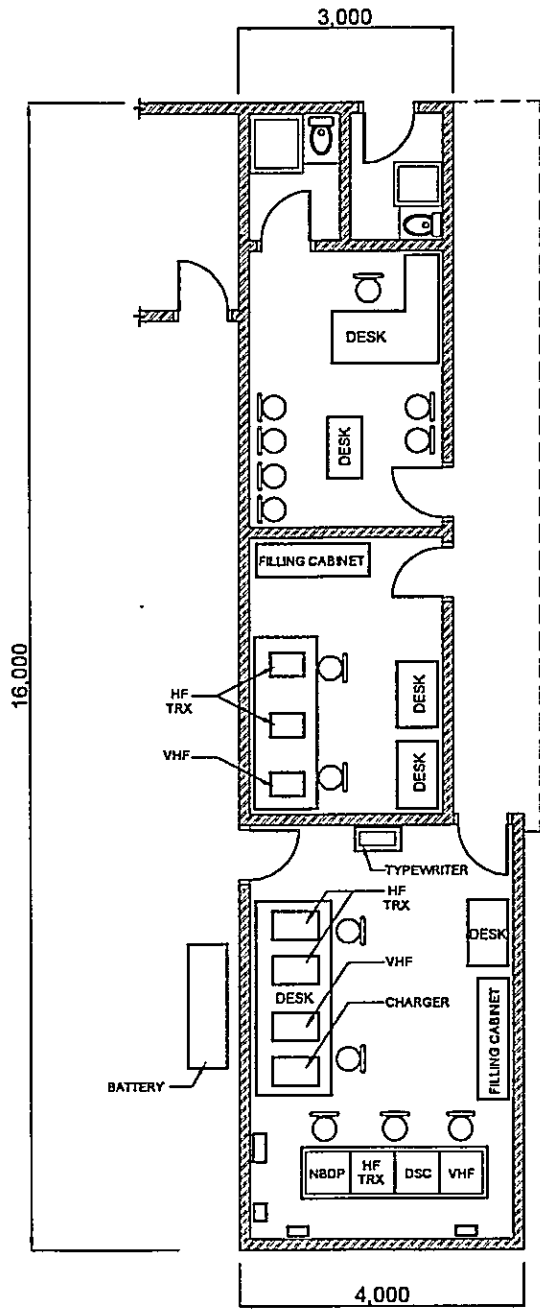 3,000
DESK
DESK
FILLING CABINET
16,000
HF
TRX
DESK
VHF
DESK
TYPEWRITER
HF
TRX
DESK
VHF
DESK
CHARGER
FILLING CABINET
BATTERY
NBDP
HF
TRX
DSC
VHF
4,000